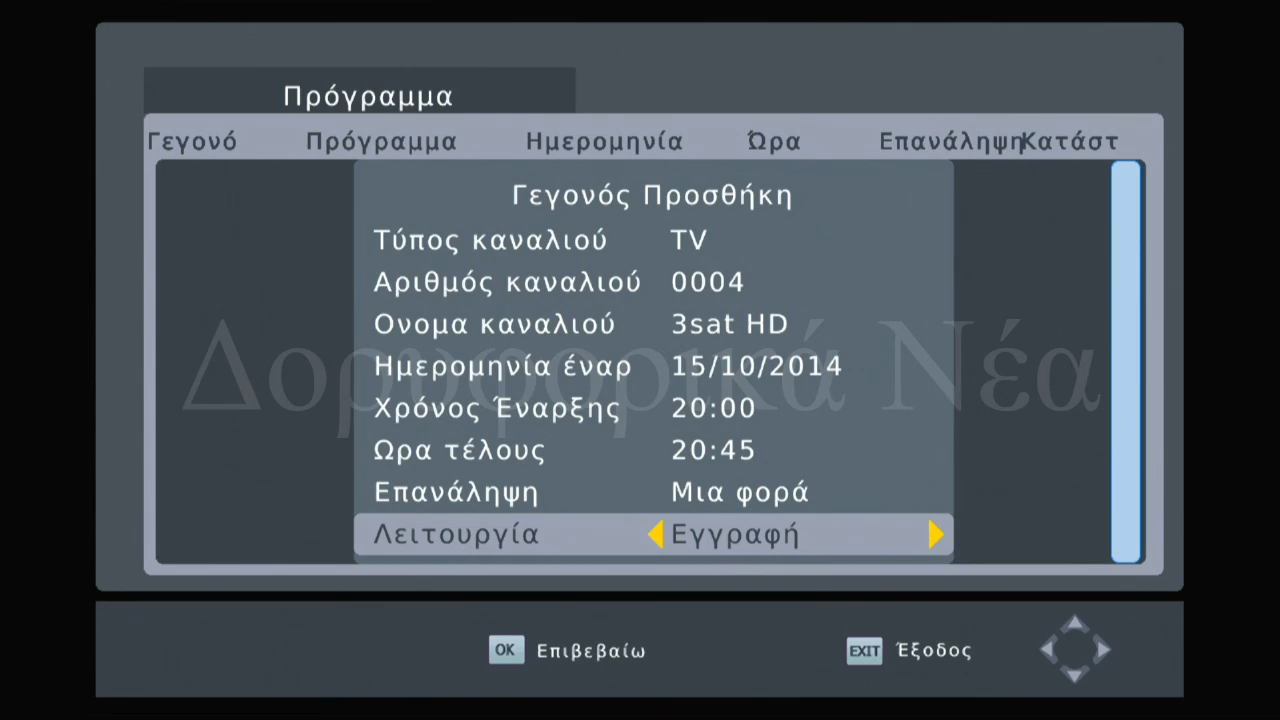 Πρόγραμμα
Γεγονό Πρόγραμμα Ημερομηνία Ώρα Επανάληψη Κατάστ
Γεγονός Προσθήκη
Τύπος καναλιού TV
Αριθμός καναλιού 0004
Ονομα καναλιού 3sat HD
Ημερομηνία έναρ 15/10/2014
Δορυφορικά Νέα
Χρόνος Έναρξης 20:00
Ωρα τέλους 20:45
Επανάληψη Μια φορά
Λειτουργία Εγγραφή
OK Επιβεβαίω EXIT Έξοδος